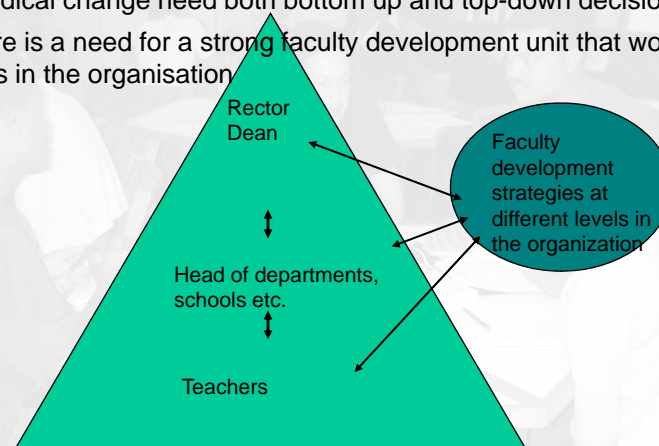 dical change need both bottom up and top-down decisio
re is a need for a strong faculty development unit that wo
s in the organisation
Rector
Dean
Faculty
development
strategies at
different levels in
the organization
Head of departments,
schools etc.
Teachers